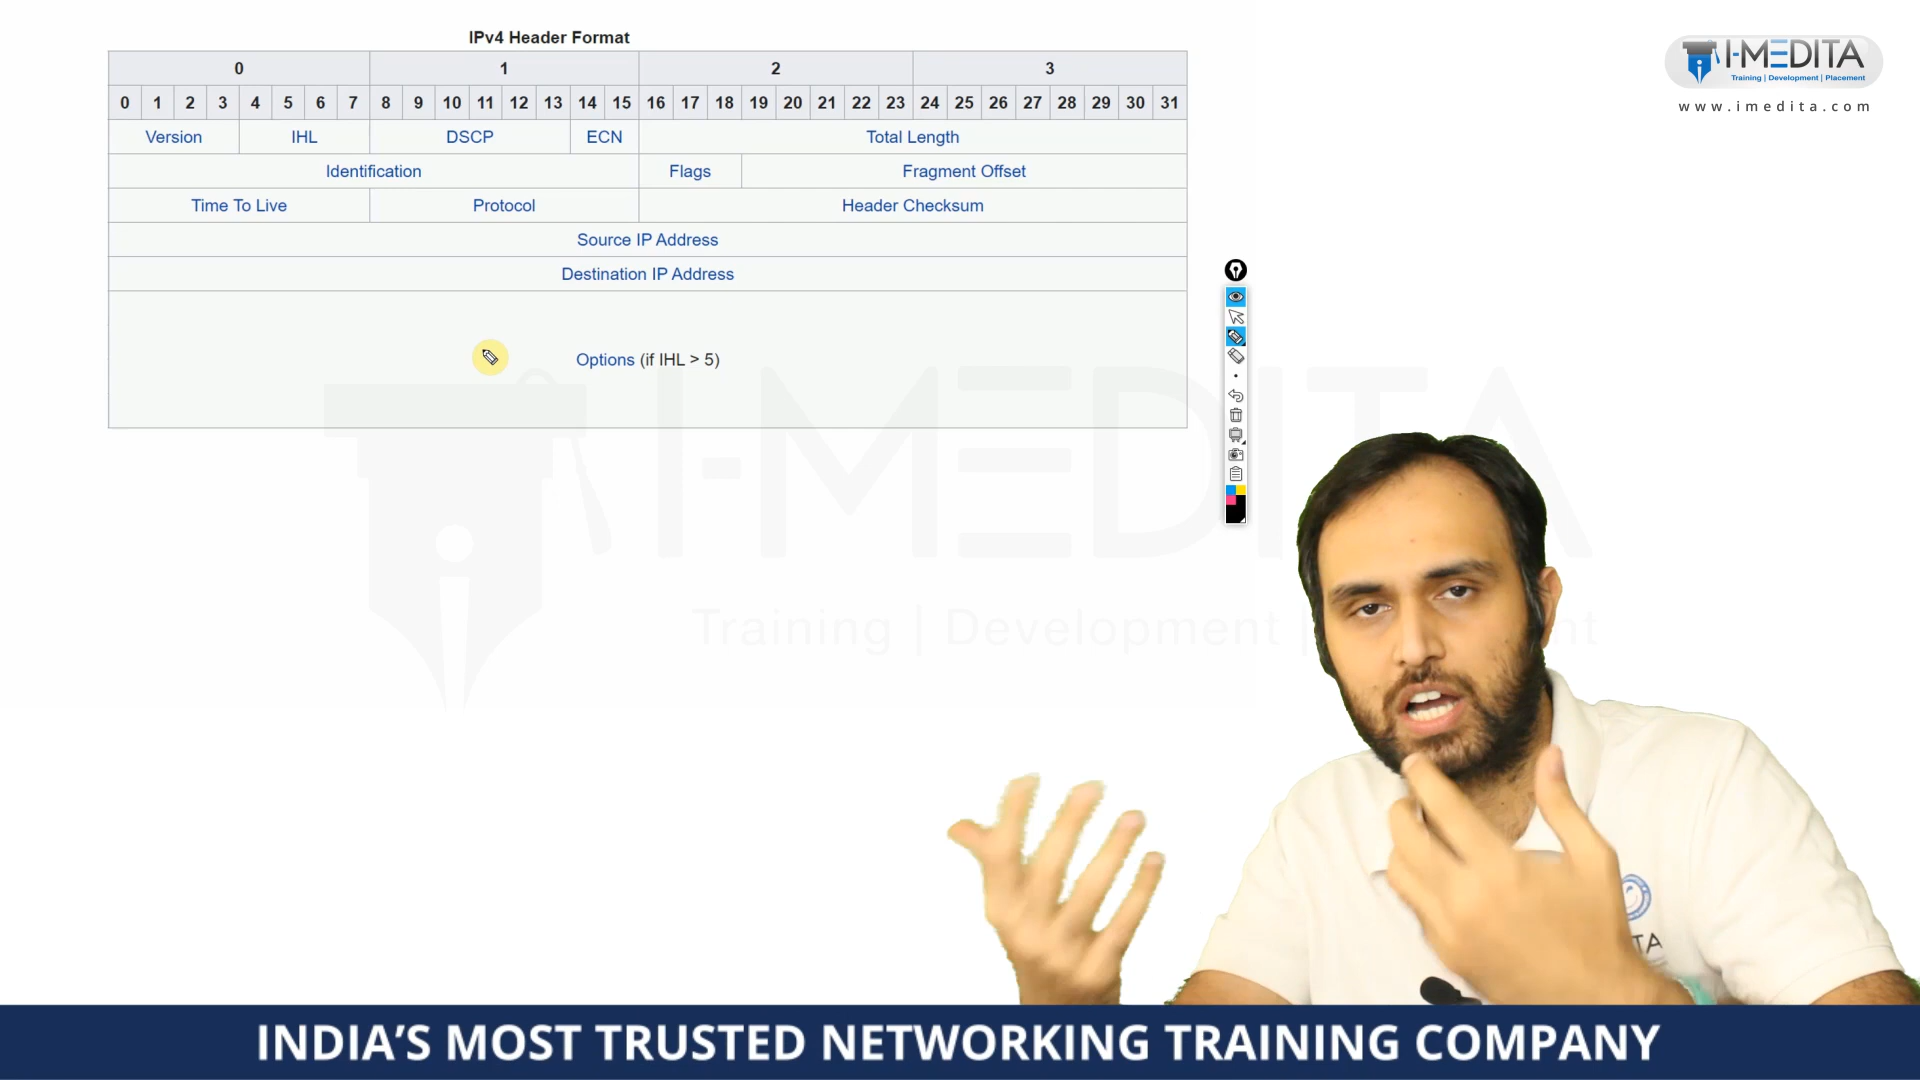 IPv4 Header Format
0 1 2 3
0 1 2 3 4 5 6 7 8 9 10 11 12 13 14 15 16 17 18 19 20 21 22 23 24 25 26 27 28 29 30 31
Version IHL DSCP ECN Total Length
Identification Flags Fragment Offset
Time To Live Protocol Header Checksum
Source IP Address
Destination IP Address
Options (if IHL > 5)
I-MEDITA
Training | Development | Placement
www.imedita.com
I-MEDITA
Training | Development |
TA
INDIA'S MOST TRUSTED NETWORKING TRAINING COMPANY